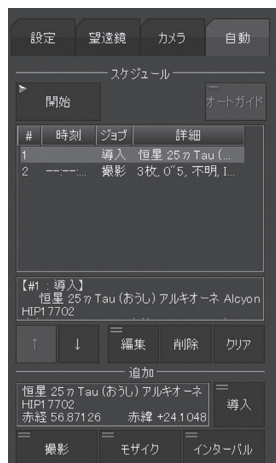 設定 望遠鏡 カメラ 自動
スケジュール
開始 オートガイド
# 時刻 ジョブ 詳細
1 導入 恒星 25 η Tau (...
2 --:--:... 撮影 3枚, 0"5, 不明, I...
【#1 : 導入】
恒星 25 η Tau (おうし) アルキオーネ Alcyon
HIP17702
↑ ↓ 編集 削除 クリア
追加
恒星 25 η Tau (おうし) アルキオーネ
HIP17702
赤経 56.87126 赤緯 +24.1048
導入
撮影 モザイク インターバル